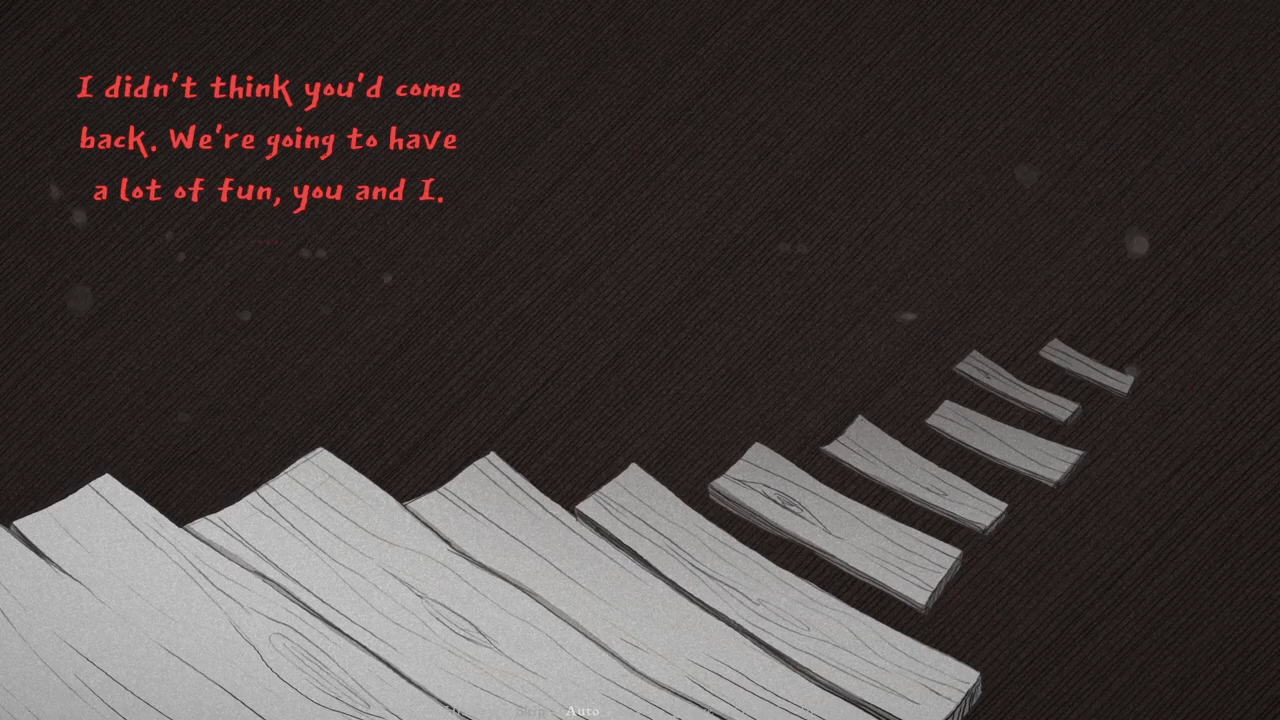 I didn't think you'd come
back. We're going to have
a lot of fun, you and I.
Auto